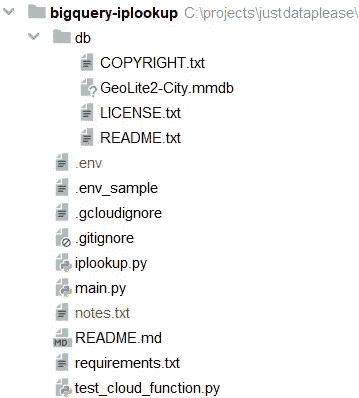 bigquery-iplookup C:\projects\justdataplease\
db
COPYRIGHT.txt
GeoLite2-City.mmdb
LICENSE.txt
README.txt
.env
.env_sample
.gcloudignore
.gitignore
iplookup.py
main.py
notes.txt
MD README.md
requirements.txt
test_cloud_function.py